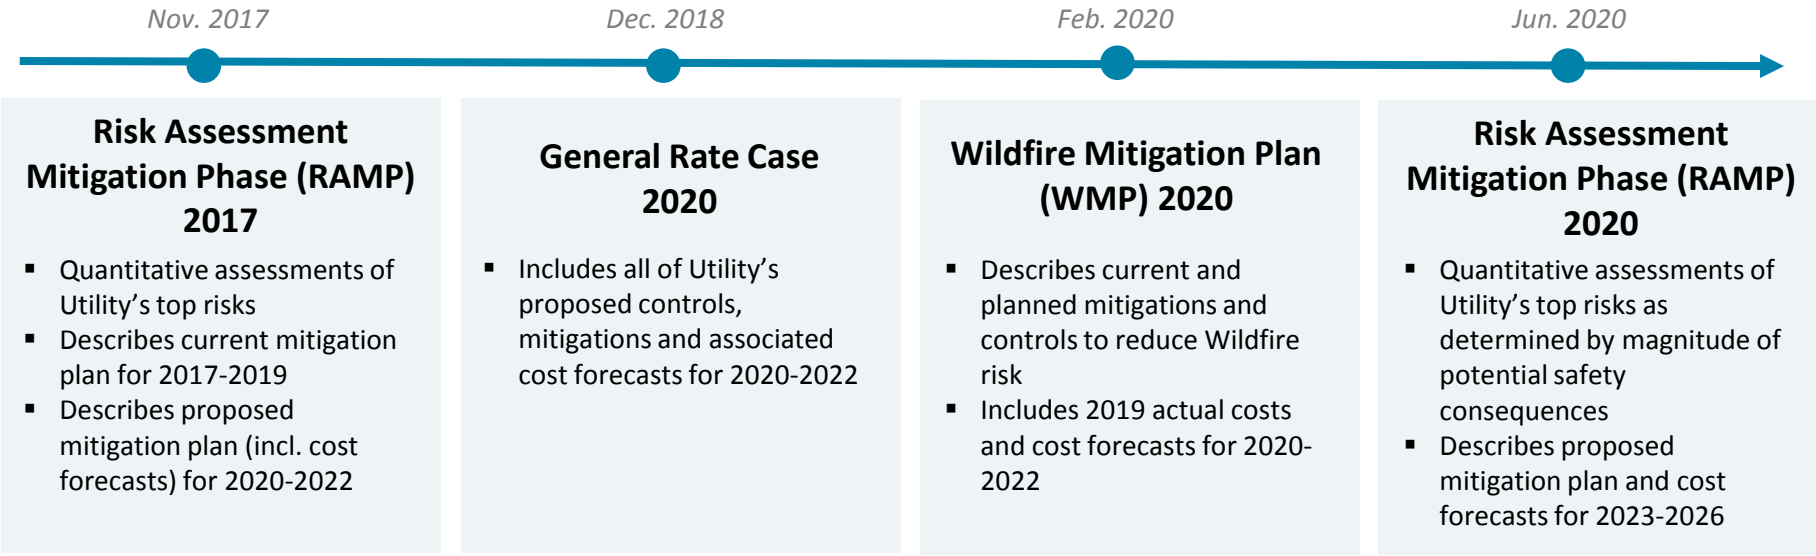 Nov. 2017
Dec. 2018
Feb. 2020
Jun. 2020
Risk Assessment
Mitigation Phase (RAMP)
2017
▪ Quantitative assessments of
Utility’s top risks
▪ Describes current mitigation
plan for 2017-2019
▪ Describes proposed
mitigation plan (incl. cost
forecasts) for 2020-2022
General Rate Case
2020
▪ Includes all of Utility’s
proposed controls,
mitigations and associated
cost forecasts for 2020-2022
Wildfire Mitigation Plan
(WMP) 2020
▪ Describes current and
planned mitigations and
controls to reduce Wildfire
risk
▪ Includes 2019 actual costs
and cost forecasts for 2020-
2022
Risk Assessment
Mitigation Phase (RAMP)
2020
▪ Quantitative assessments of
Utility’s top risks as
determined by magnitude of
potential safety
consequences
▪ Describes proposed
mitigation plan and cost
forecasts for 2023-2026